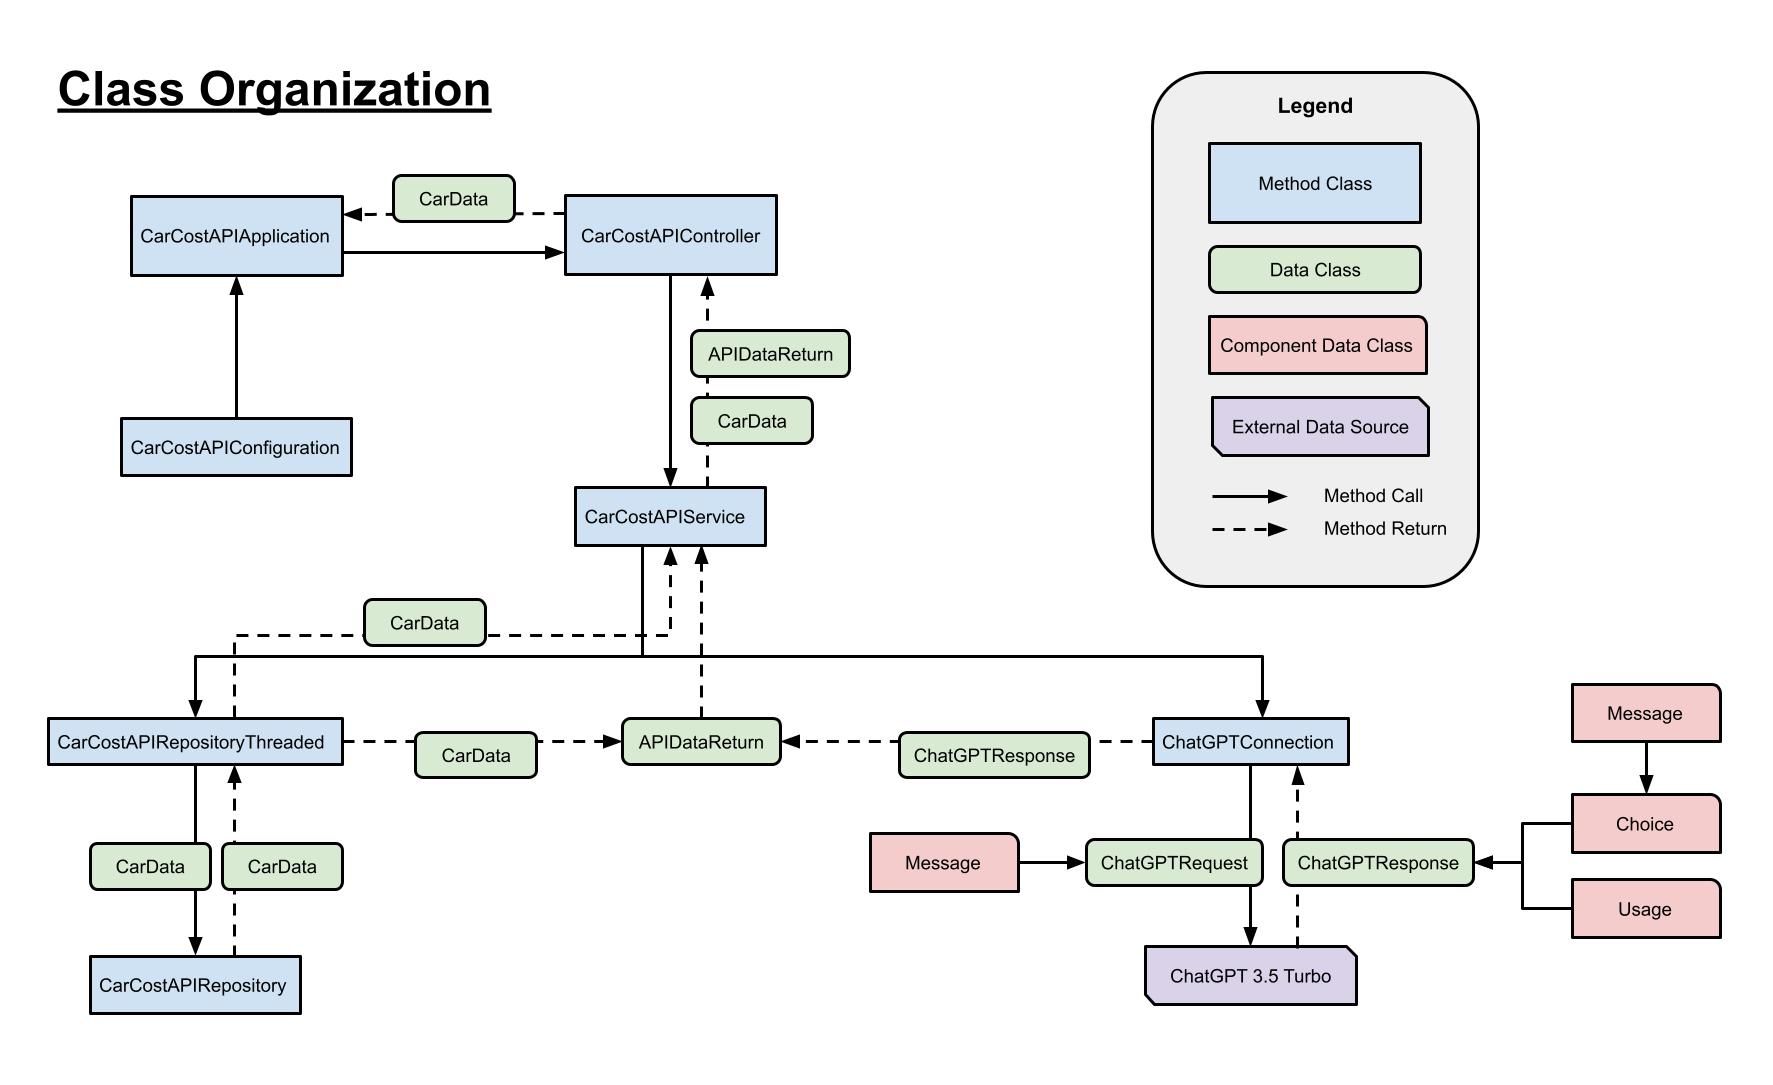 Class Organization
Legend
Method Class
Data Class
Component Data Class
External Data Source
Method Call
Method Return
CarData
CarCostAPIApplication
CarCostAPIController
APIDataReturn
CarData
CarCostAPIConfiguration
CarCostAPIService
CarData
CarCostAPIRepositoryThreaded
CarData
APIDataReturn
ChatGPTResponse
ChatGPTConnection
Message
Choice
Usage
CarData
CarData
Message
ChatGPTRequest
ChatGPTResponse
CarCostAPIRepository
ChatGPT 3.5 Turbo